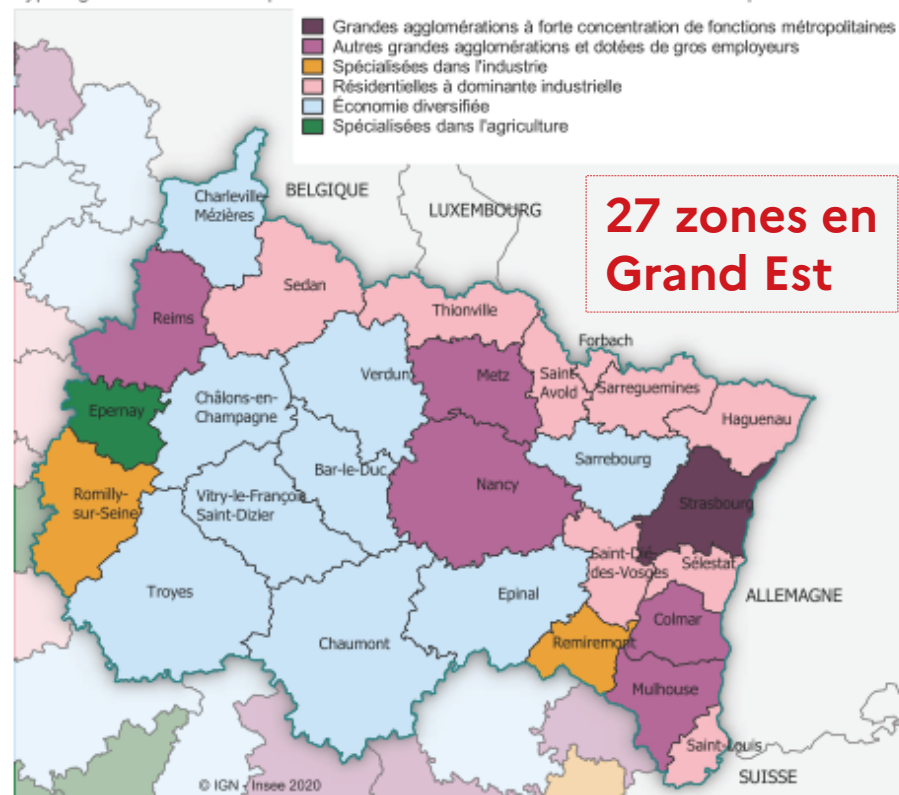 Grandes agglomérations à forte concentration de fonctions métropolitaines
Autres grandes agglomérations et dotées de gros employeurs
Spécialisées dans l'industrie
Résidentielles à dominante industrielle
Économie diversifiée
Spécialisées dans l'agriculture
27 zones en
Grand Est
BELGIQUE
LUXEMBOURG
Charleville-
Mézières
Sedan
Thionville
Reims
Forbach
Verdun
Metz
Saint-
Avold
Sarreguemines
Haguenau
Epernay
Châlons-en-
Champagne
Bar-le-Duc
Sarrebourg
Nancy
Strasbourg
Romilly-
sur-Seine
Vitry-le-François
Saint-Dizier
Saint-Dié-
des-Vosges
Sélestat
ALLEMAGNE
Troyes
Epinal
Colmar
Chaumont
Remiremont
Mulhouse
Saint-Louis
SUISSE
© IGN - Insee 2020